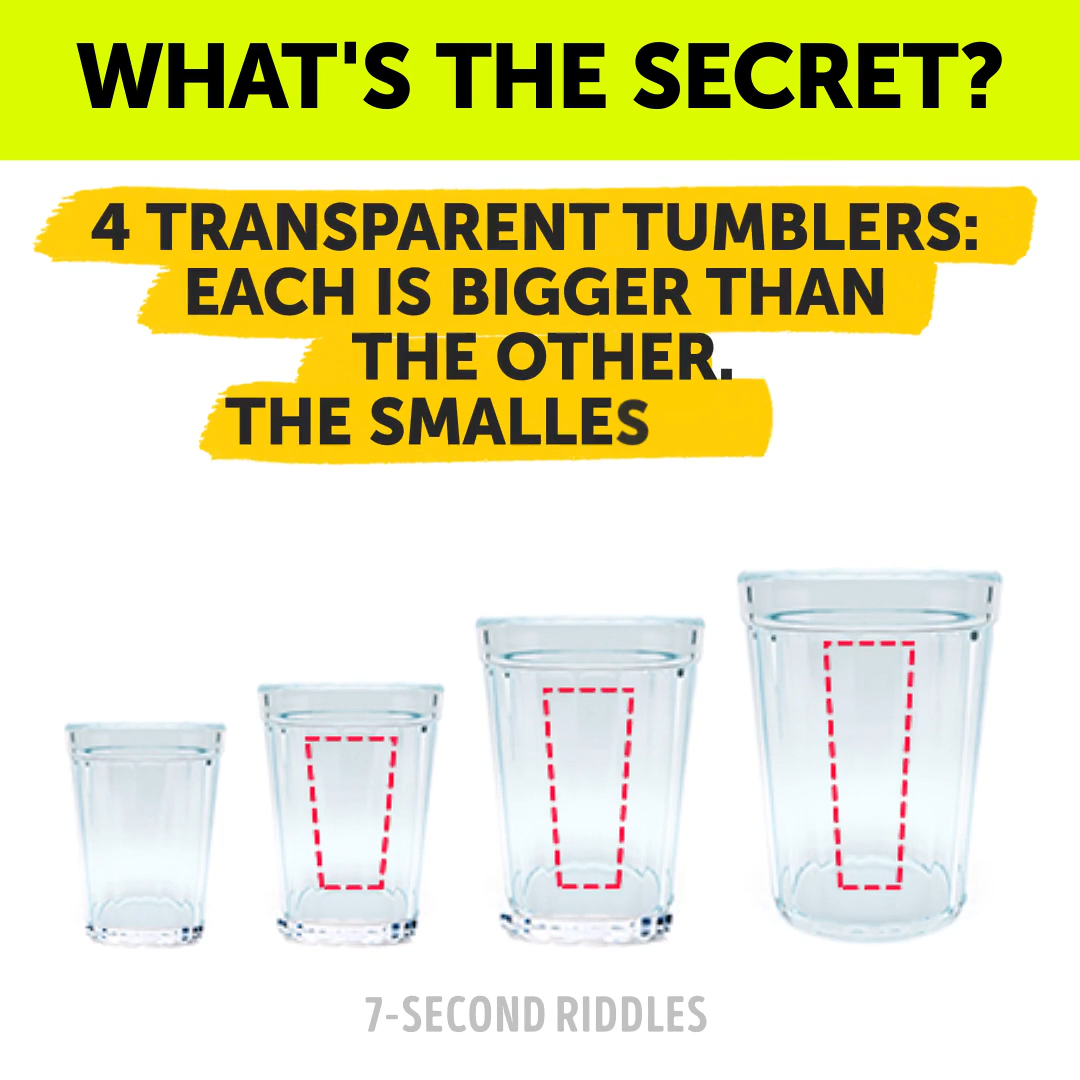 WHAT'S THE SECRET?
4 TRANSPARENT TUMBLERS:
EACH IS BIGGER THAN
THE OTHER.
THE SMALLES
7-SECOND RIDDLES